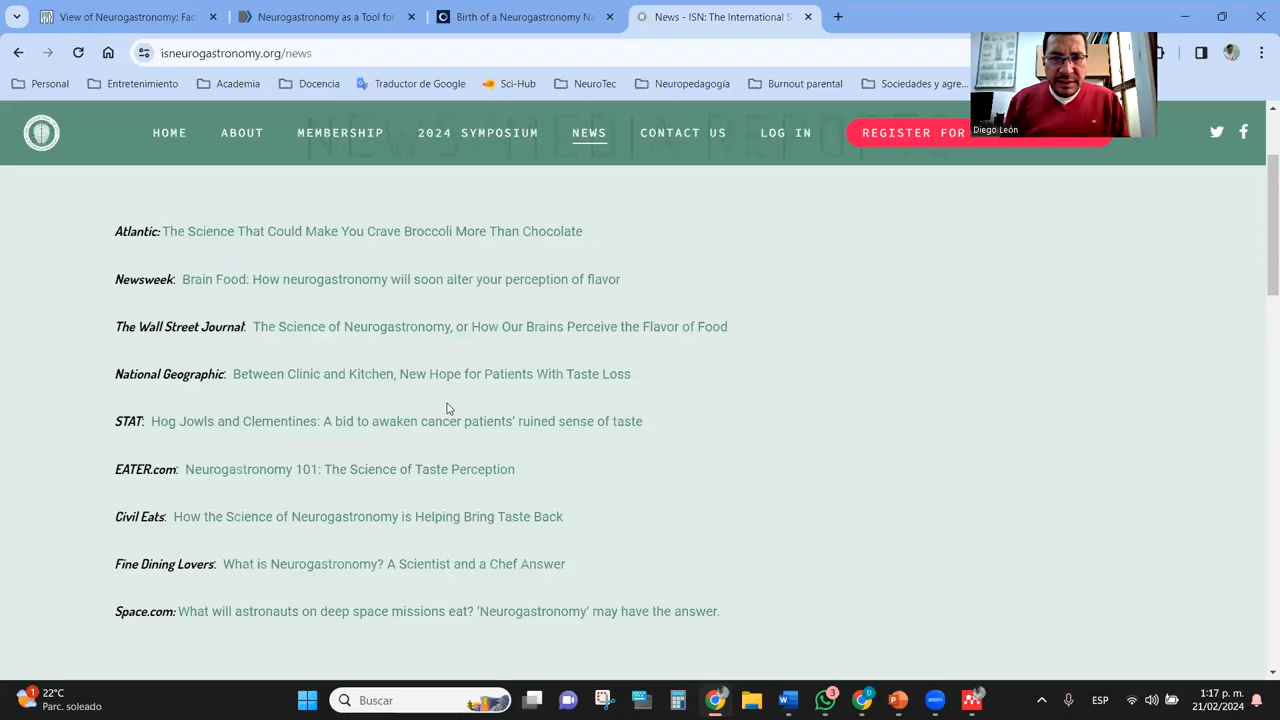 View of Neurogastronomy: Fac
Neurogastronomy as a Tool for
Birth of a Neurogastronomy Na
News - ISN: The International S
isneurogastronomy.org/news
Personal
Entretenimiento
Academia
Docencia
Traductor de Google
Sci-Hub
NeuroTec
Neuropedagogía
Burnout parental
Sociedades y agre...
Diego León
HOME ABOUT MEMBERSHIP 2024 SYMPOSIUM NEWS CONTACT US LOG IN REGISTER FOR
NEWS/MEDIA REPORTS
Atlantic: The Science That Could Make You Crave Broccoli More Than Chocolate
Newsweek: Brain Food: How neurogastronomy will soon alter your perception of flavor
The Wall Street Journal: The Science of Neurogastronomy, or How Our Brains Perceive the Flavor of Food
National Geographic: Between Clinic and Kitchen, New Hope for Patients With Taste Loss
STAT: Hog Jowls and Clementines: A bid to awaken cancer patients' ruined sense of taste
EATER.com: Neurogastronomy 101: The Science of Taste Perception
Civil Eats: How the Science of Neurogastronomy is Helping Bring Taste Back
Fine Dining Lovers: What is Neurogastronomy? A Scientist and a Chef Answer
Space.com: What will astronauts on deep space missions eat? 'Neurogastronomy' may have the answer.
1
22°C
Parc. soleado
Buscar
3
D
ESP
1:17 p. m.
21/02/2024